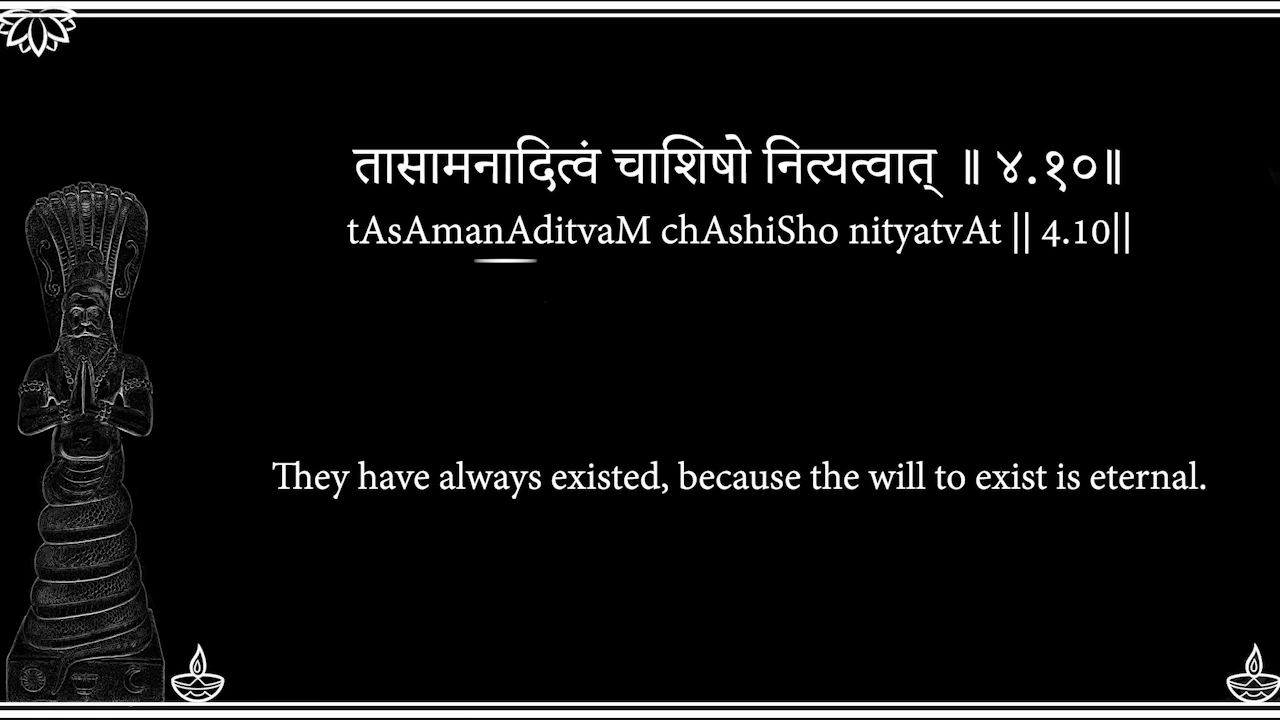 तासामनादित्वं चाशिषो नित्यत्वात् ॥ ४.१०॥
tAsAmanAditvaM chAshiSho nityatvAt || 4.10||
They have always existed, because the will to exist is eternal.